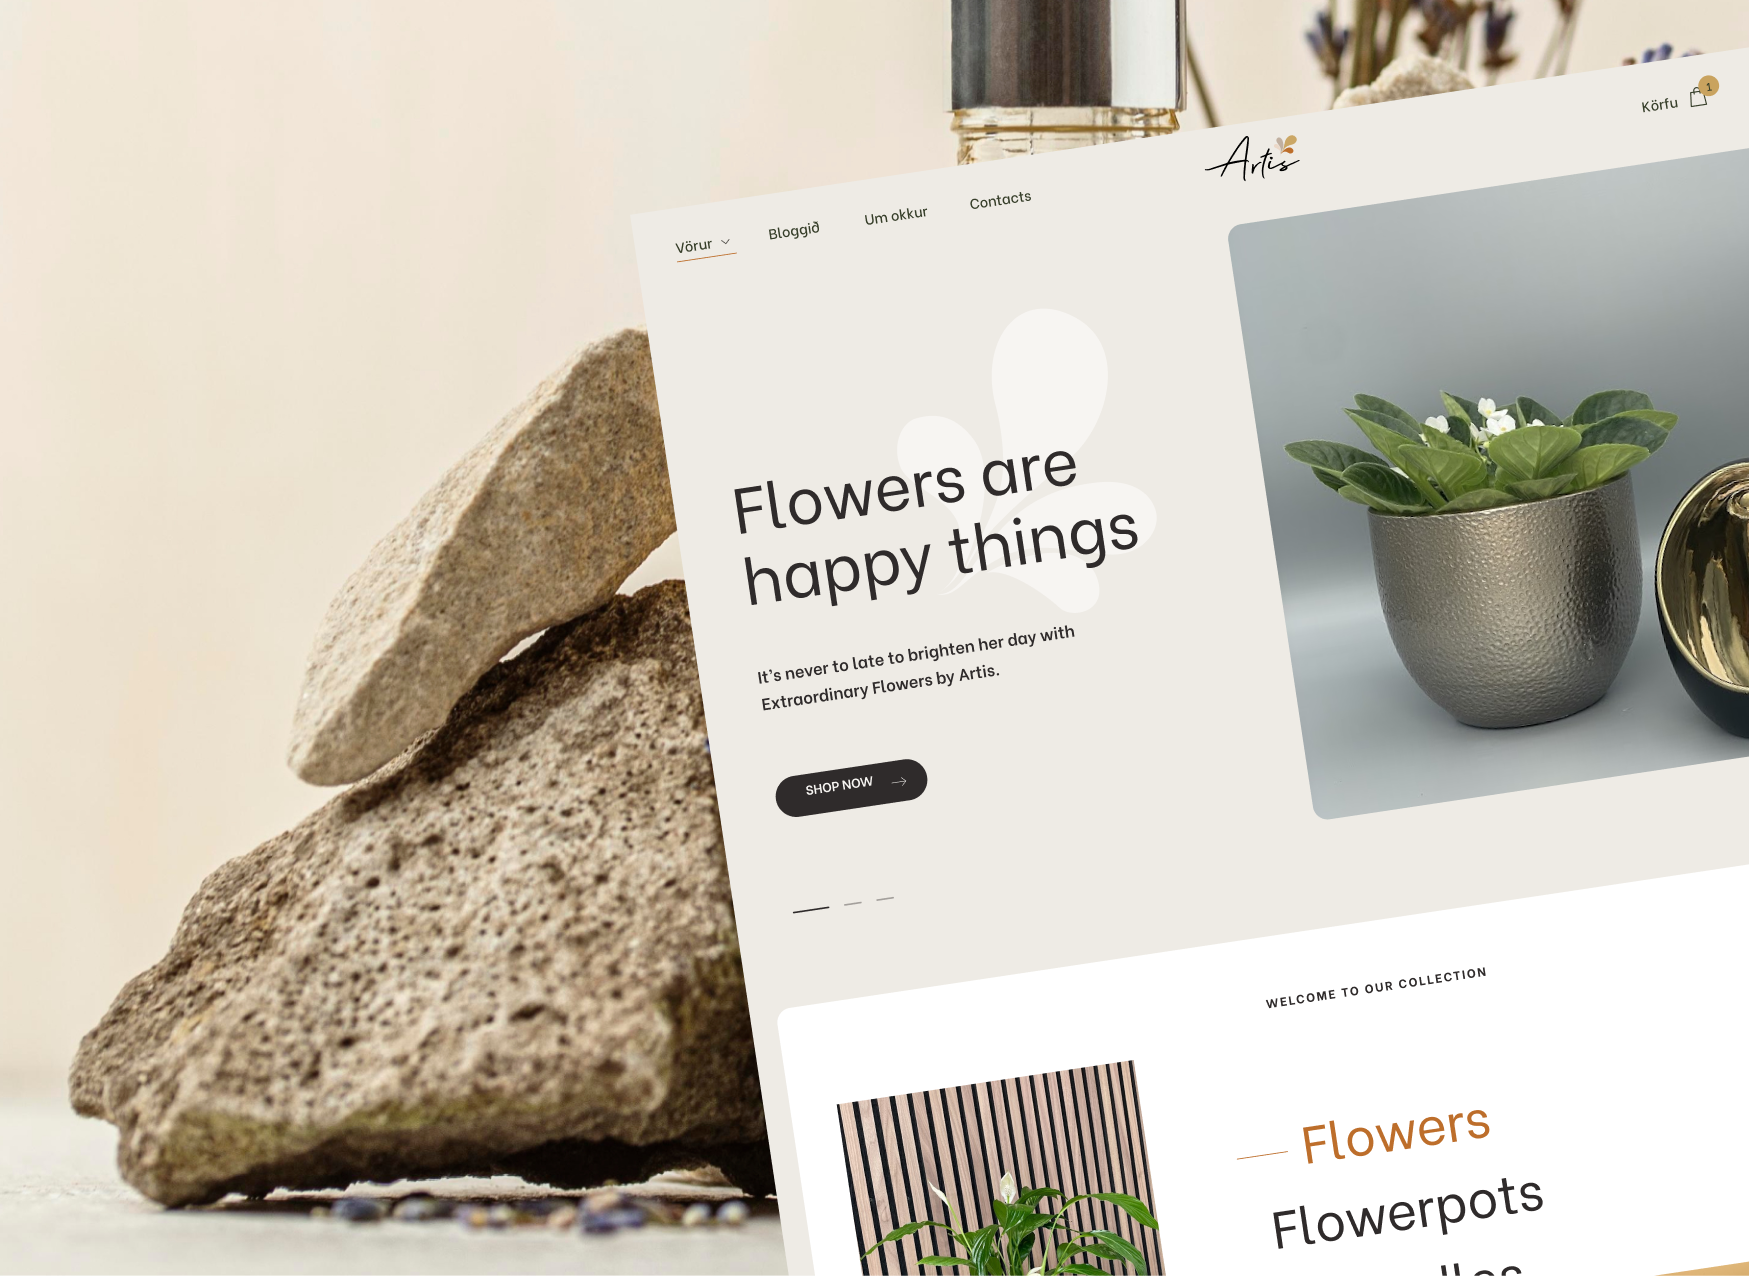 Körfu 1
Artis
Vörur
Bloggið
Um okkur
Contacts
Flowers are
happy things
It's never to late to brighten her day with
Extraordinary Flowers by Artis.
SHOP NOW
WELCOME TO OUR COLLECTION
Flowers
Flowerpots